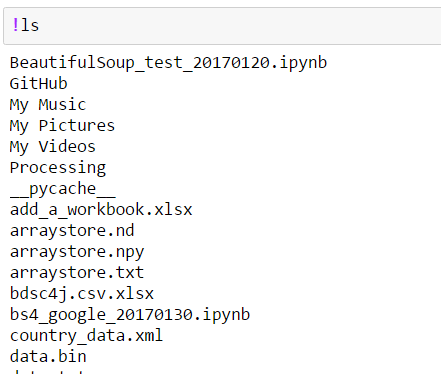 !ls
BeautifulSoup_test_20170120.ipynb
GitHub
My Music
My Pictures
My Videos
Processing
__pycache__
add_a_workbook.xlsx
arraystore.nd
arraystore.npy
arraystore.txt
bdsc4j.csv.xlsx
bs4_google_20170130.ipynb
country_data.xml
data.bin